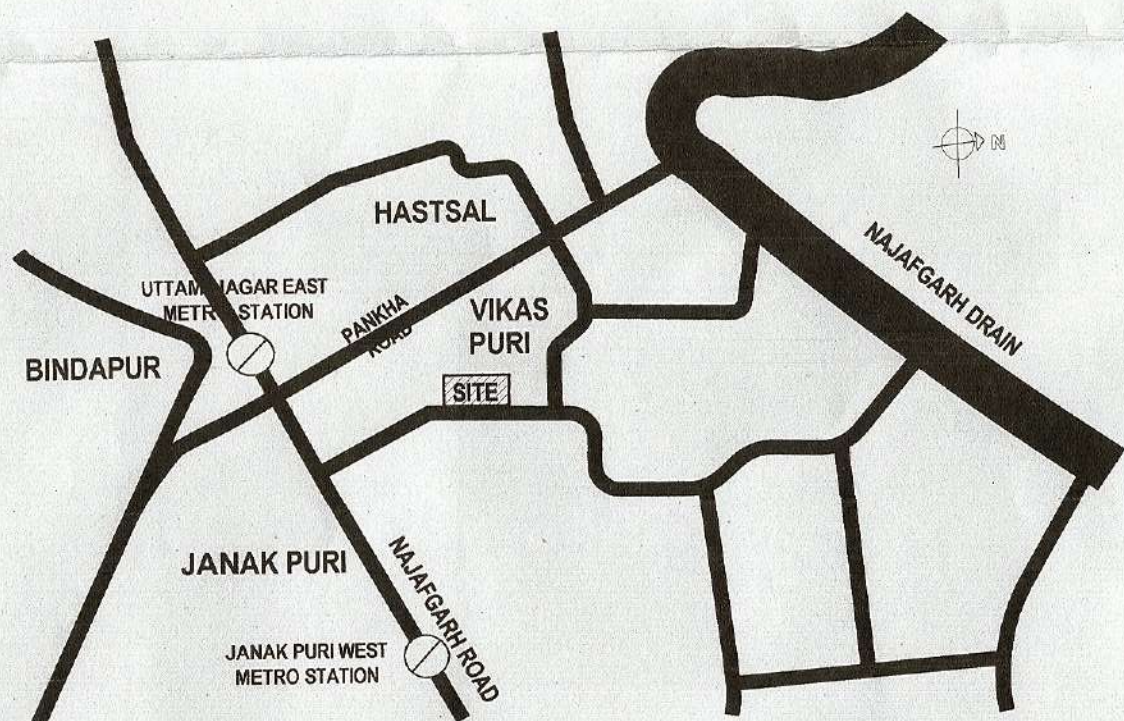 N
HASTSAL
NAJAFGARH DRAIN
UTTAM NAGAR EAST
METRO STATION
PANKHA
ROAD
VIKAS
PURI
BINDAPUR
SITE
JANAK PURI
NAJAFGARH ROAD
JANAK PURI WEST
METRO STATION